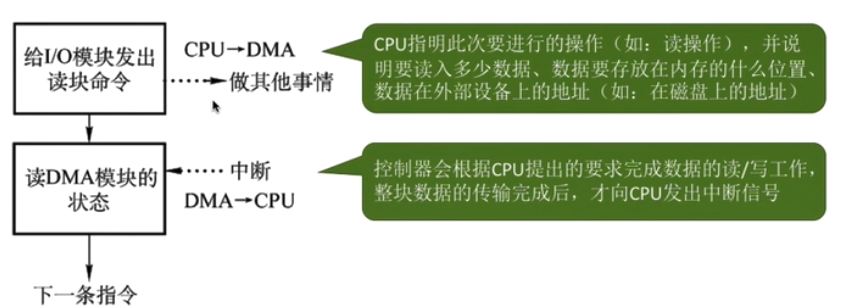 给I/O模块发出
读块命令
CPU→DMA
做其他事情
CPU指明此次要进行的操作（如：读操作），并说
明要读入多少数据、数据要存放在内存的什么位置、
数据在外部设备上的地址（如：在磁盘上的地址）
读DMA模块的
状态
中断
DMA→CPU
控制器会根据CPU提出的要求完成数据的读/写工作，
整块数据的传输完成后，才向CPU发出中断信号
下一条指令